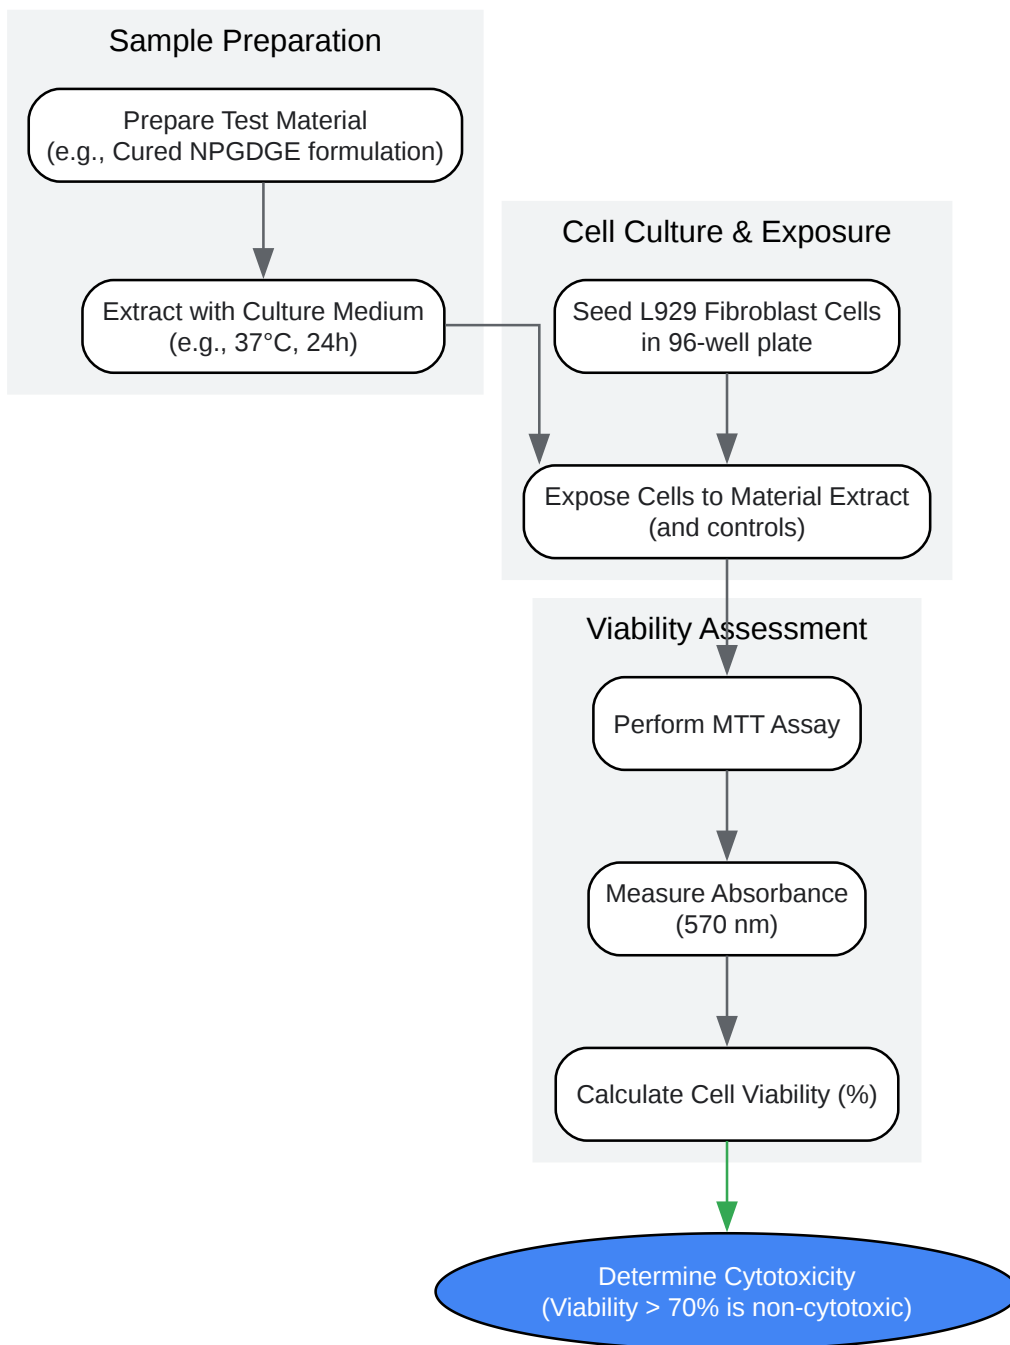 Sample Preparation
Prepare Test Material
(e.g., Cured NPGDGE formulation)
Extract with Culture Medium
(e.g., 37°C, 24h)
Cell Culture & Exposure
Seed L929 Fibroblast Cells
in 96-well plate
Expose Cells to Material Extract
(and controls)
Viability Assessment
Perform MTT Assay
Measure Absorbance
(570 nm)
Calculate Cell Viability (%)
Determine Cytotoxicity
(Viability > 70% is non-cytotoxic)